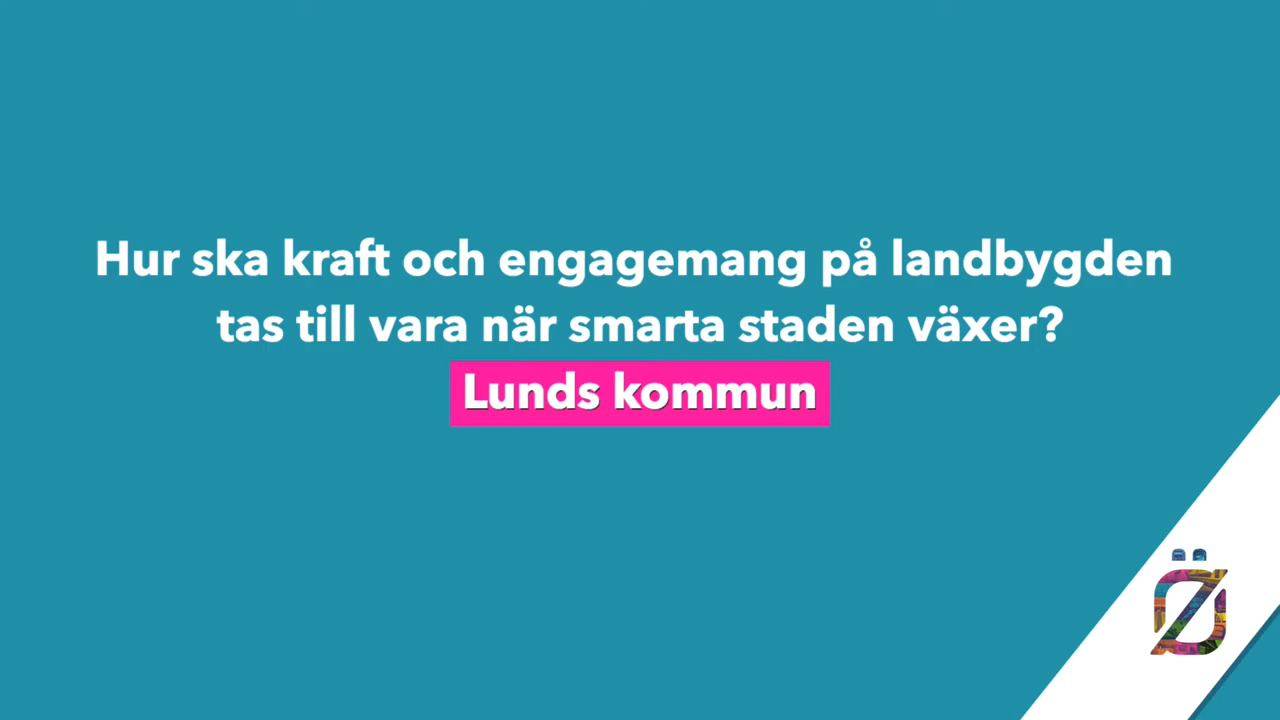 Hur ska kraft och engagemang på landbygden
tas till vara när smarta staden växer?
Lunds kommun